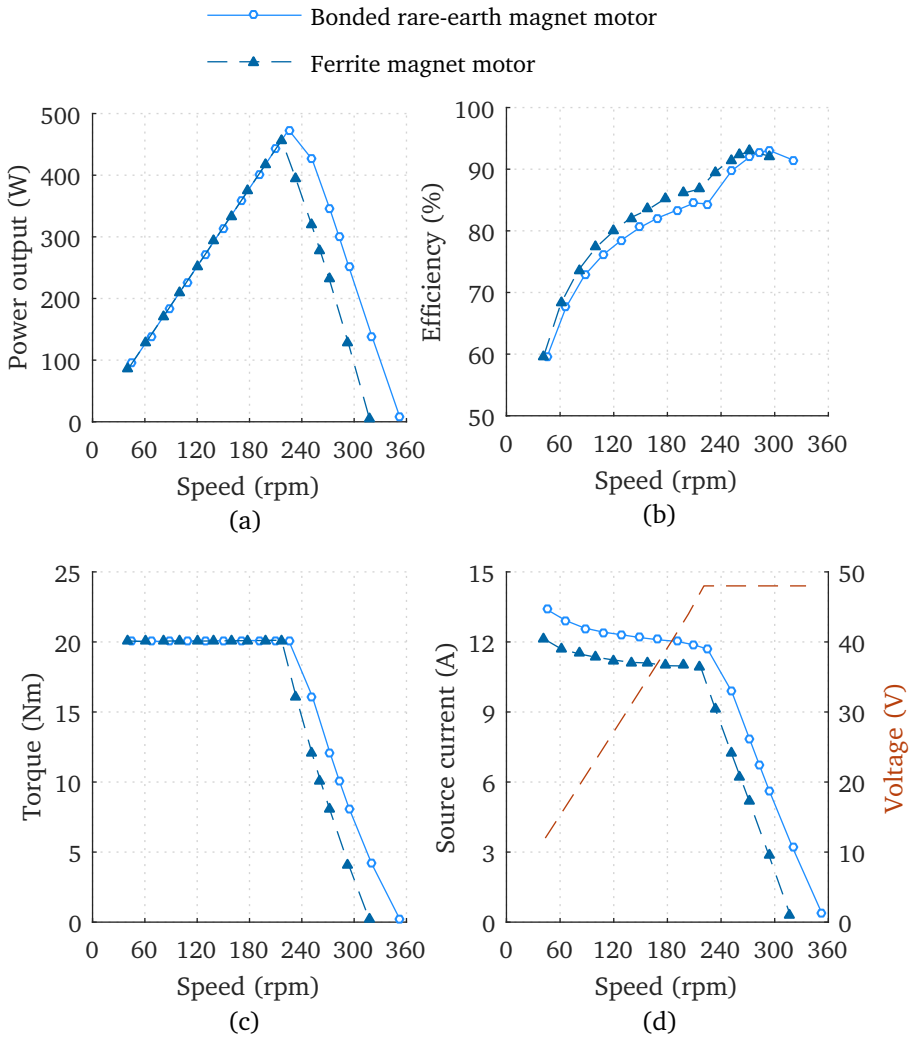 Bonded rare-earth magnet motor
Ferrite magnet motor
Power output (W)
500
400
300
200
100
0
0 60 120 180 240 300 360
Speed (rpm)
(a)
Efficiency (%)
100
90
80
70
60
50
0 60 120 180 240 300 360
Speed (rpm)
(b)
Torque (Nm)
25
20
15
10
5
0
0 60 120 180 240 300 360
Speed (rpm)
(c)
Source current (A)
15
12
9
6
3
0
0 60 120 180 240 300 360
Speed (rpm)
50
40
30
20
10
0
Voltage (V)
(d)